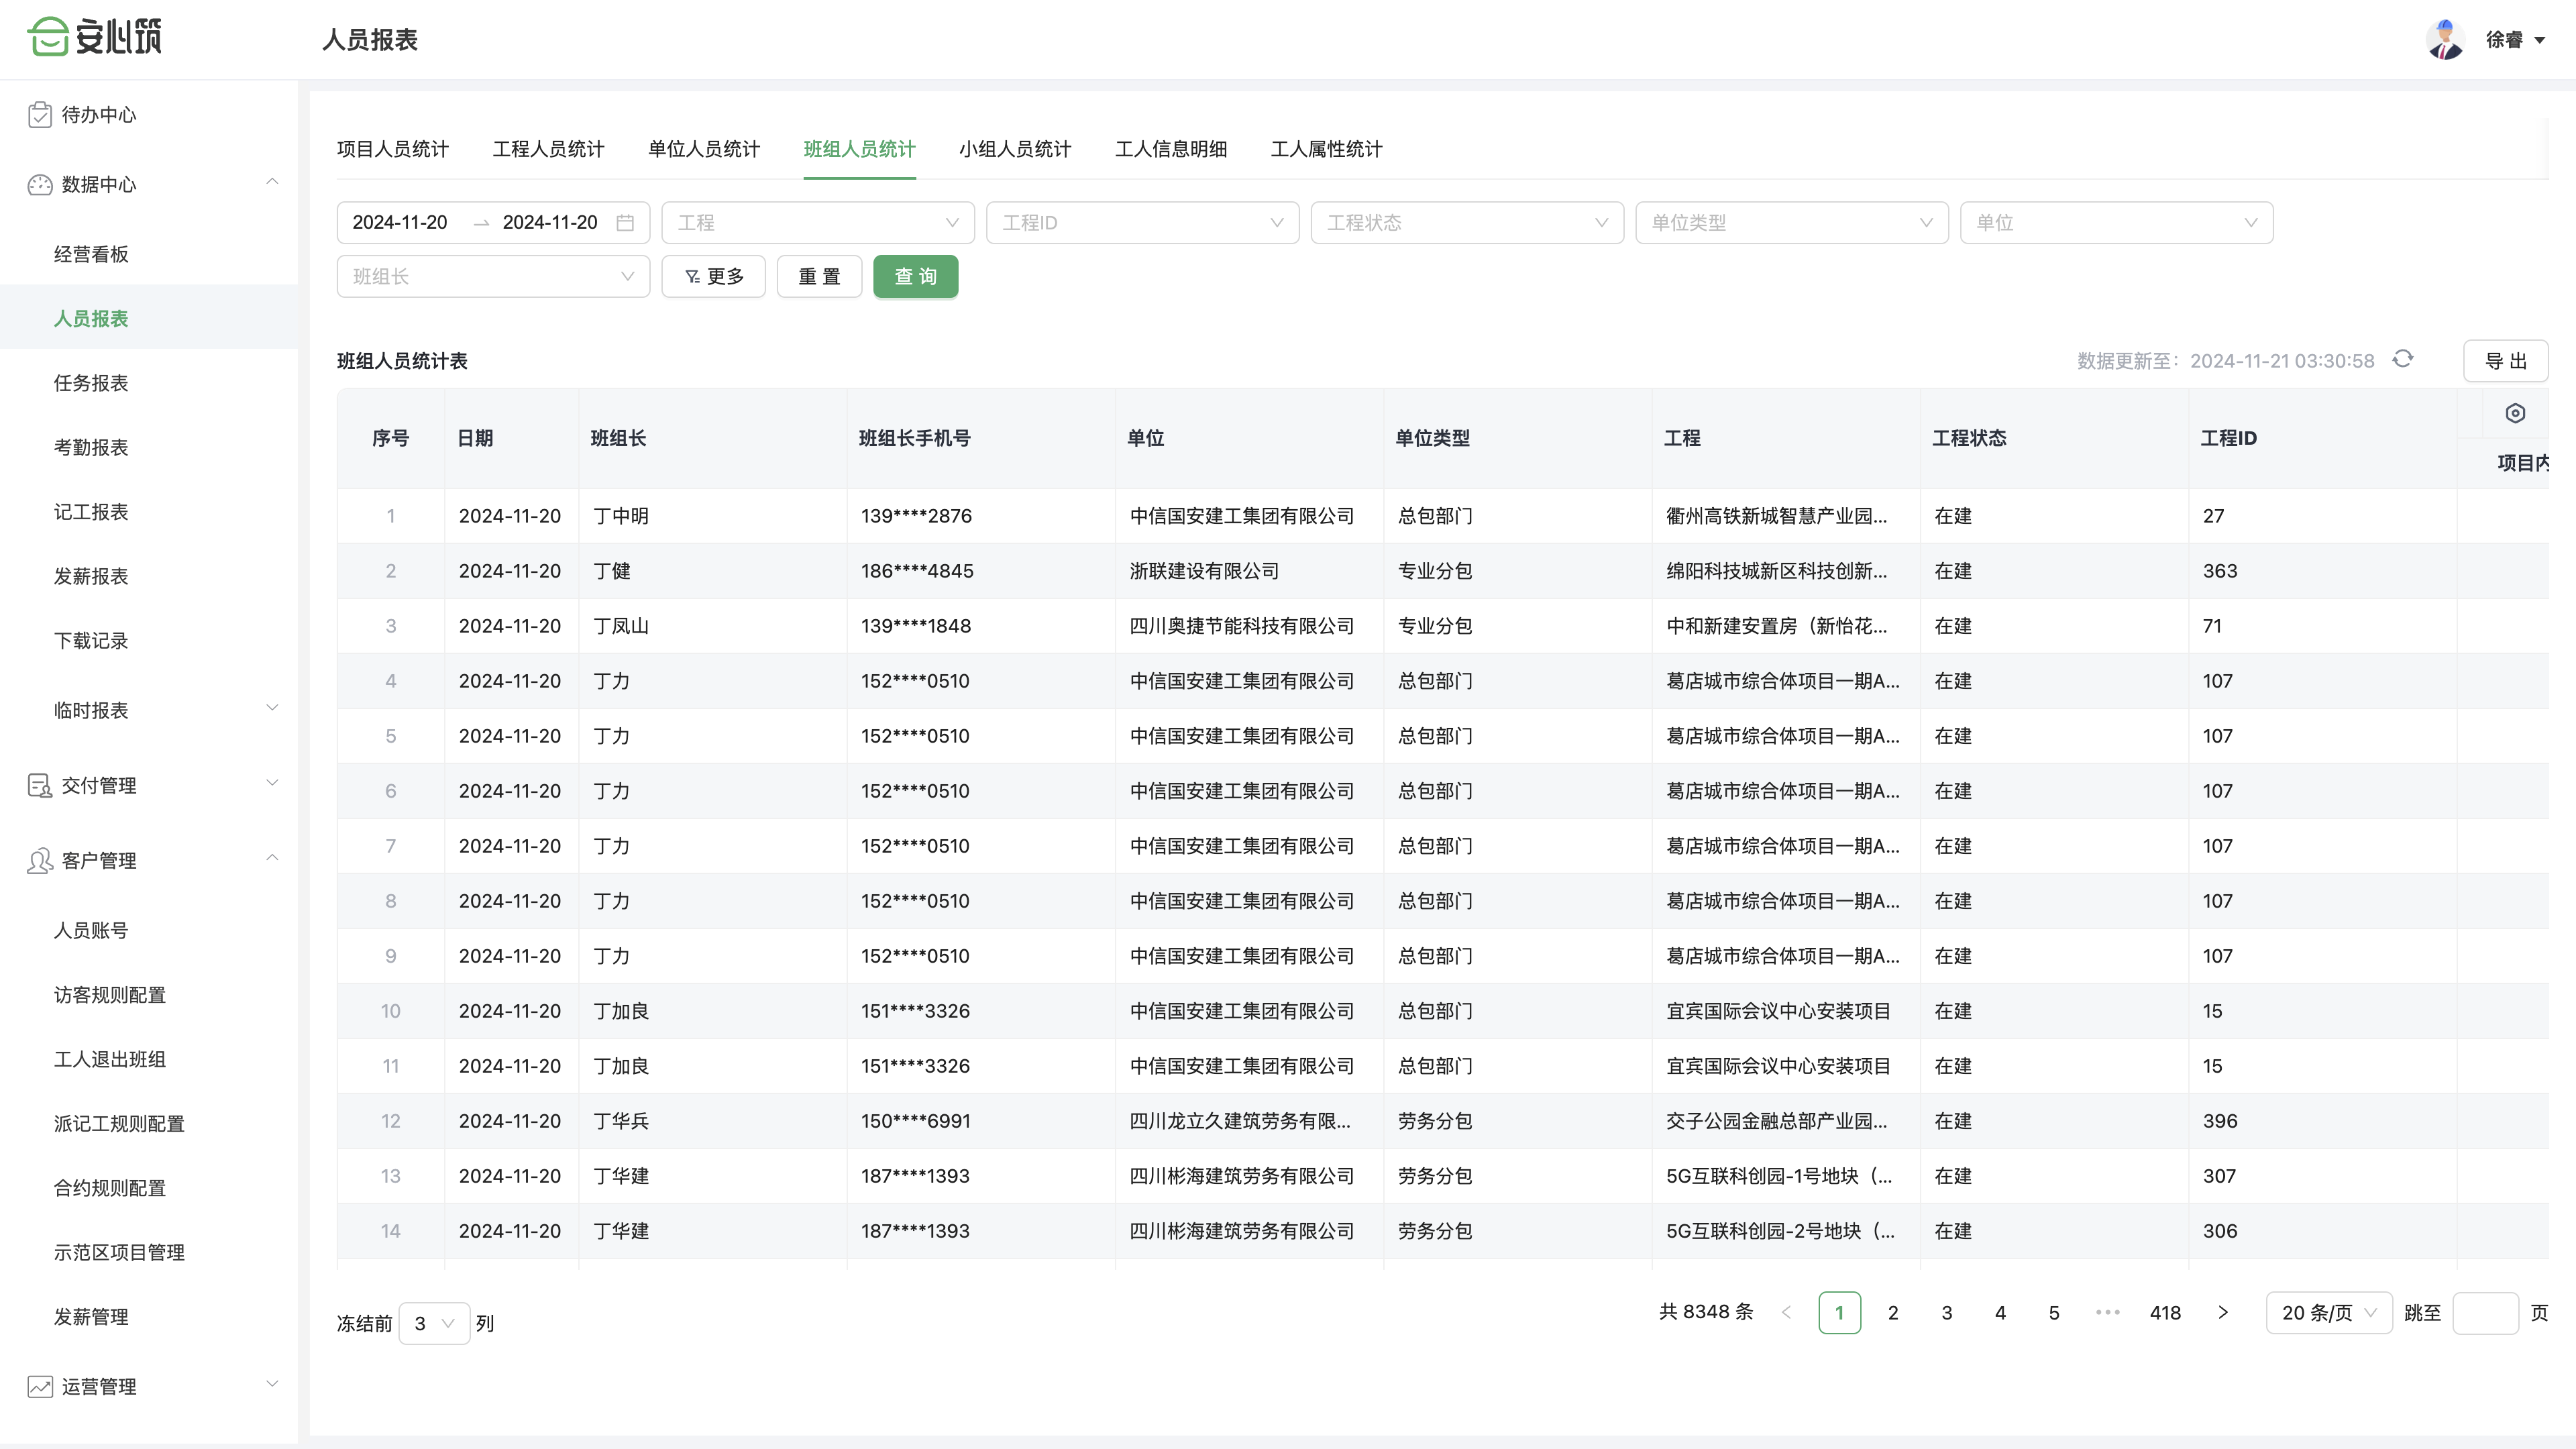 安心筑
人员报表
徐睿
待办中心
数据中心
经营看板
人员报表
任务报表
考勤报表
记工报表
发薪报表
下载记录
临时报表
交付管理
客户管理
人员账号
访客规则配置
工人退出班组
派记工规则配置
合约规则配置
示范区项目管理
发薪管理
运营管理
项目人员统计 工程人员统计 单位人员统计 班组人员统计 小组人员统计 工人信息明细 工人属性统计
2024-11-20 → 2024-11-20 工程 工程ID 工程状态 单位类型 单位
班组长 更多 重 置 查 询
班组人员统计表 数据更新至：2024-11-21 03:30:58 导 出
序号 日期 班组长 班组长手机号 单位 单位类型 工程 工程状态 工程ID 项目内
1 2024-11-20 丁中明 139****2876 中信国安建工集团有限公司 总包部门 衢州高铁新城智慧产业园... 在建 27
2 2024-11-20 丁健 186****4845 浙联建设有限公司 专业分包 绵阳科技城新区科技创新... 在建 363
3 2024-11-20 丁凤山 139****1848 四川奥捷节能科技有限公司 专业分包 中和新建安置房（新怡花... 在建 71
4 2024-11-20 丁力 152****0510 中信国安建工集团有限公司 总包部门 葛店城市综合体项目一期A... 在建 107
5 2024-11-20 丁力 152****0510 中信国安建工集团有限公司 总包部门 葛店城市综合体项目一期A... 在建 107
6 2024-11-20 丁力 152****0510 中信国安建工集团有限公司 总包部门 葛店城市综合体项目一期A... 在建 107
7 2024-11-20 丁力 152****0510 中信国安建工集团有限公司 总包部门 葛店城市综合体项目一期A... 在建 107
8 2024-11-20 丁力 152****0510 中信国安建工集团有限公司 总包部门 葛店城市综合体项目一期A... 在建 107
9 2024-11-20 丁力 152****0510 中信国安建工集团有限公司 总包部门 葛店城市综合体项目一期A... 在建 107
10 2024-11-20 丁加良 151****3326 中信国安建工集团有限公司 总包部门 宜宾国际会议中心安装项目 在建 15
11 2024-11-20 丁加良 151****3326 中信国安建工集团有限公司 总包部门 宜宾国际会议中心安装项目 在建 15
12 2024-11-20 丁华兵 150****6991 四川龙立久建筑劳务有限... 劳务分包 交子公园金融总部产业园... 在建 396
13 2024-11-20 丁华建 187****1393 四川彬海建筑劳务有限公司 劳务分包 5G互联科创园-1号地块（... 在建 307
14 2024-11-20 丁华建 187****1393 四川彬海建筑劳务有限公司 劳务分包 5G互联科创园-2号地块（... 在建 306
冻结前 3 列 共 8348 条 < 1 2 3 4 5 ••• 418 > 20 条/页 跳至 页